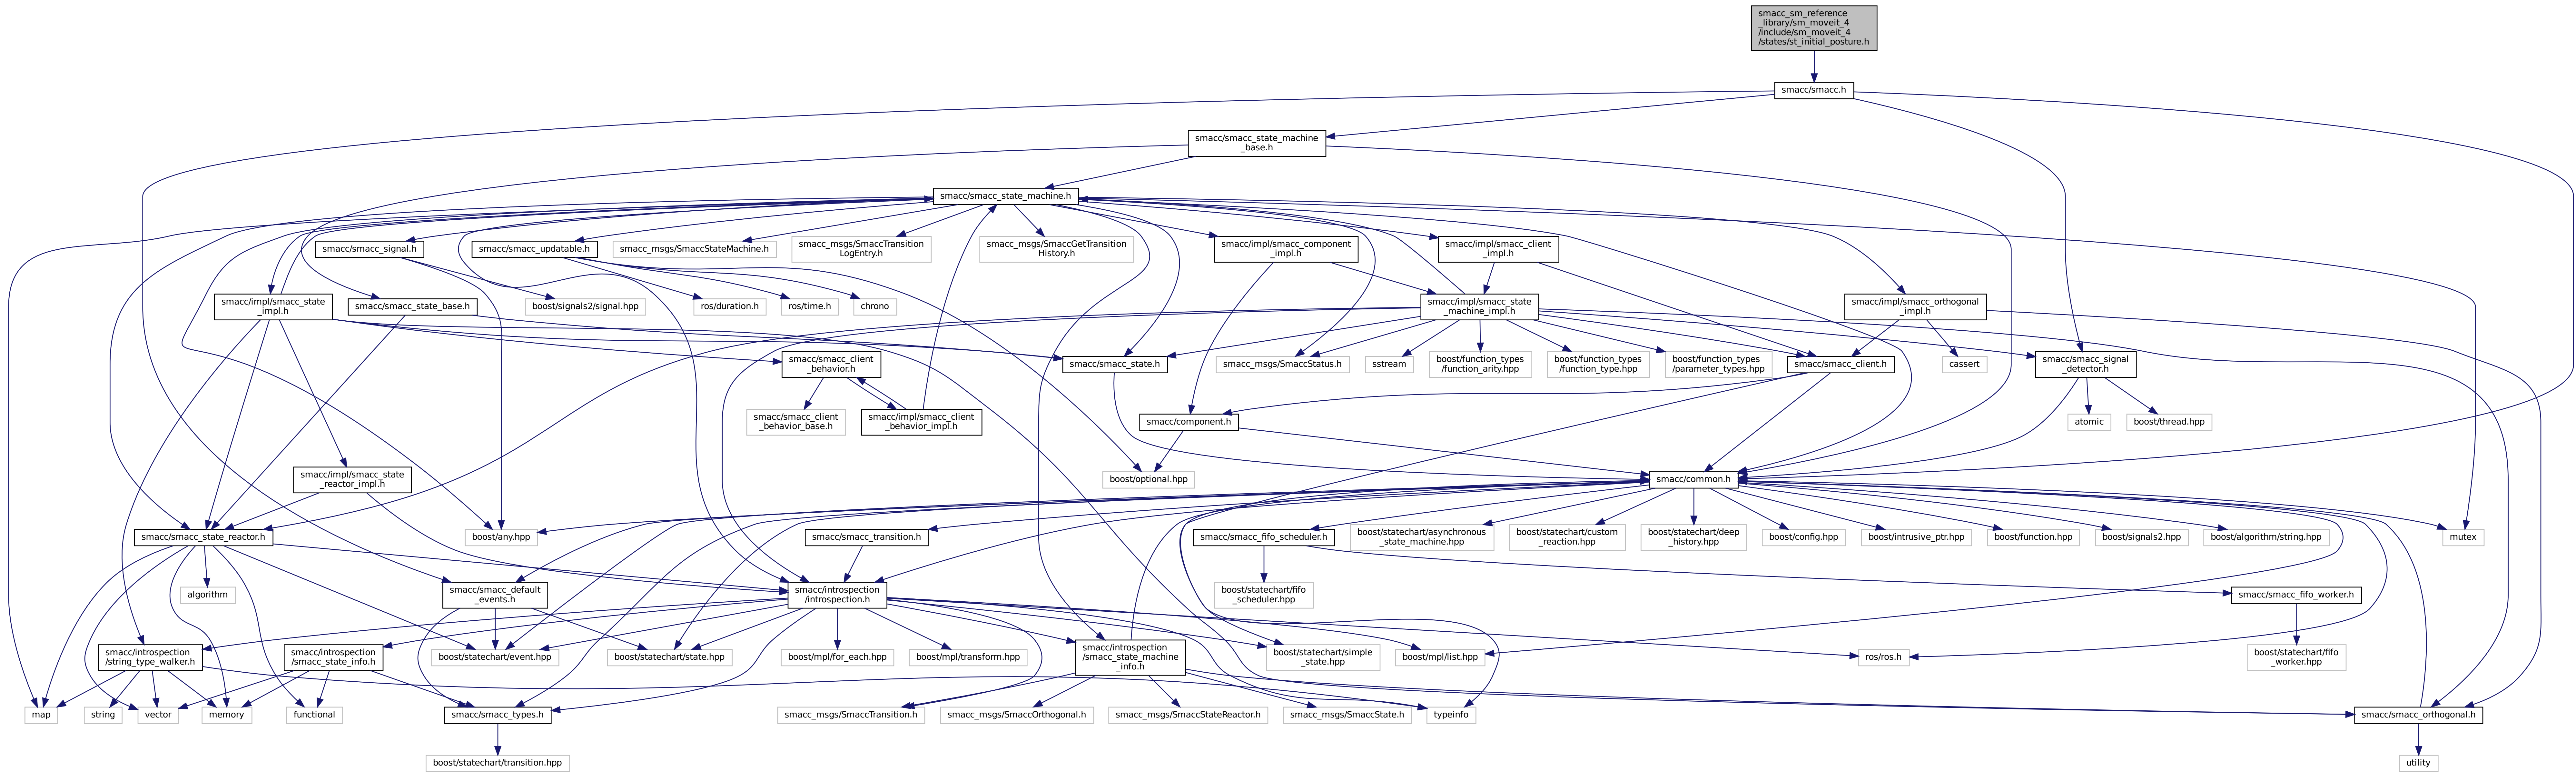 smacc_sm_reference
_library/sm_moveit_4
/include/sm_moveit_4
/states/st_initial_posture.h
smacc/smacc.h
smacc/smacc_state_machine
_base.h
smacc/smacc_state_machine.h
smacc/smacc_signal.h
smacc/smacc_updatable.h
smacc_msgs/SmaccStateMachine.h
smacc_msgs/SmaccTransition
LogEntry.h
smacc_msgs/SmaccGetTransition
History.h
smacc/impl/smacc_component
_impl.h
smacc/impl/smacc_client
_impl.h
smacc/impl/smacc_state
_impl.h
smacc/smacc_state_base.h
boost/signals2/signal.hpp
ros/duration.h
ros/time.h
chrono
smacc/impl/smacc_state
_machine_impl.h
smacc/impl/smacc_orthogonal
_impl.h
smacc/smacc_client
_behavior.h
smacc/smacc_state.h
smacc_msgs/SmaccStatus.h
sstream
boost/function_types
/function_arity.hpp
boost/function_types
/function_type.hpp
boost/function_types
/parameter_types.hpp
smacc/smacc_client.h
cassert
smacc/smacc_signal
_detector.h
smacc/smacc_client
_behavior_base.h
smacc/impl/smacc_client
_behavior_impl.h
smacc/component.h
atomic
boost/thread.hpp
smacc/impl/smacc_state
_reactor_impl.h
boost/optional.hpp
smacc/common.h
smacc/smacc_state_reactor.h
boost/any.hpp
smacc/smacc_transition.h
smacc/smacc_fifo_scheduler.h
boost/statechart/asynchronous
_state_machine.hpp
boost/statechart/custom
_reaction.hpp
boost/statechart/deep
_history.hpp
boost/config.hpp
boost/intrusive_ptr.hpp
boost/function.hpp
boost/signals2.hpp
boost/algorithm/string.hpp
mutex
algorithm
smacc/smacc_default
_events.h
smacc/introspection
/introspection.h
boost/statechart/fifo
_scheduler.hpp
smacc/smacc_fifo_worker.h
smacc/introspection
/string_type_walker.h
smacc/introspection
/smacc_state_info.h
boost/statechart/event.hpp
boost/statechart/state.hpp
boost/mpl/for_each.hpp
boost/mpl/transform.hpp
smacc/introspection
/smacc_state_machine
_info.h
boost/statechart/simple
_state.hpp
boost/mpl/list.hpp
ros/ros.h
boost/statechart/fifo
_worker.hpp
map
string
vector
memory
functional
smacc/smacc_types.h
smacc_msgs/SmaccTransition.h
smacc_msgs/SmaccOrthogonal.h
smacc_msgs/SmaccStateReactor.h
smacc_msgs/SmaccState.h
typeinfo
smacc/smacc_orthogonal.h
boost/statechart/transition.hpp
utility